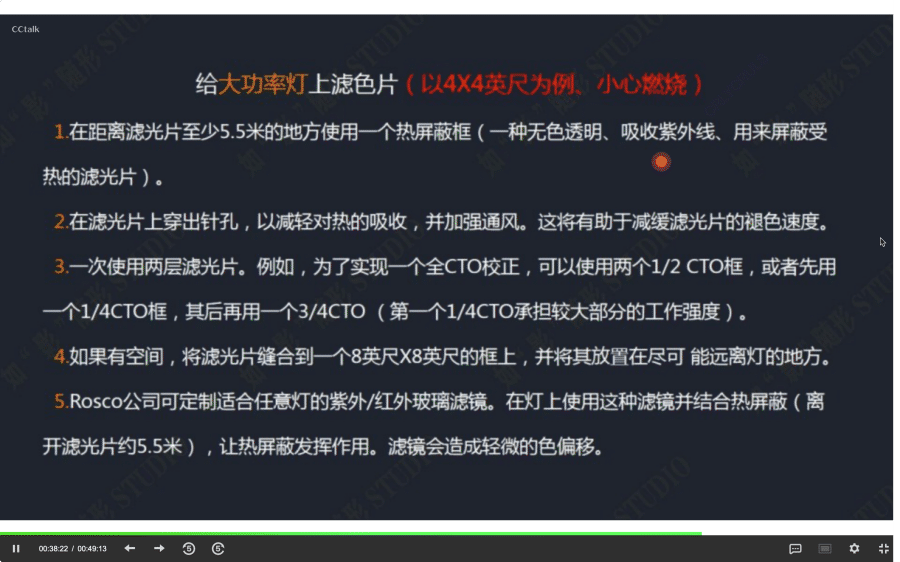 CCtalk
给大功率灯上滤色片（以4X4英尺为例、小心燃烧）
1.在距离滤光片至少5.5米的地方使用一个热屏蔽框（一种无色透明、吸收紫外线、用来屏蔽受
热的滤光片）。
2.在滤光片上穿出针孔，以减轻对热的吸收，并加强通风。这将有助于减缓滤光片的褪色速度。
3.一次使用两层滤光片。例如，为了实现一个全CTO校正，可以使用两个1/2 CTO框，或者先用
一个1/4CTO框，其后再用一个3/4CTO （第一个1/4CTO承担较大部分的工作强度）。
4.如果有空间，将滤光片缝合到一个8英尺X8英尺的框上，并将其放置在尽可 能远离灯的地方。
5.Rosco公司可定制适合任意灯的紫外/红外玻璃滤镜。在灯上使用这种滤镜并结合热屏蔽（离
开滤光片约5.5米），让热屏蔽发挥作用。滤镜会造成轻微的色偏移。
00:38:22 / 00:49:13
5
5